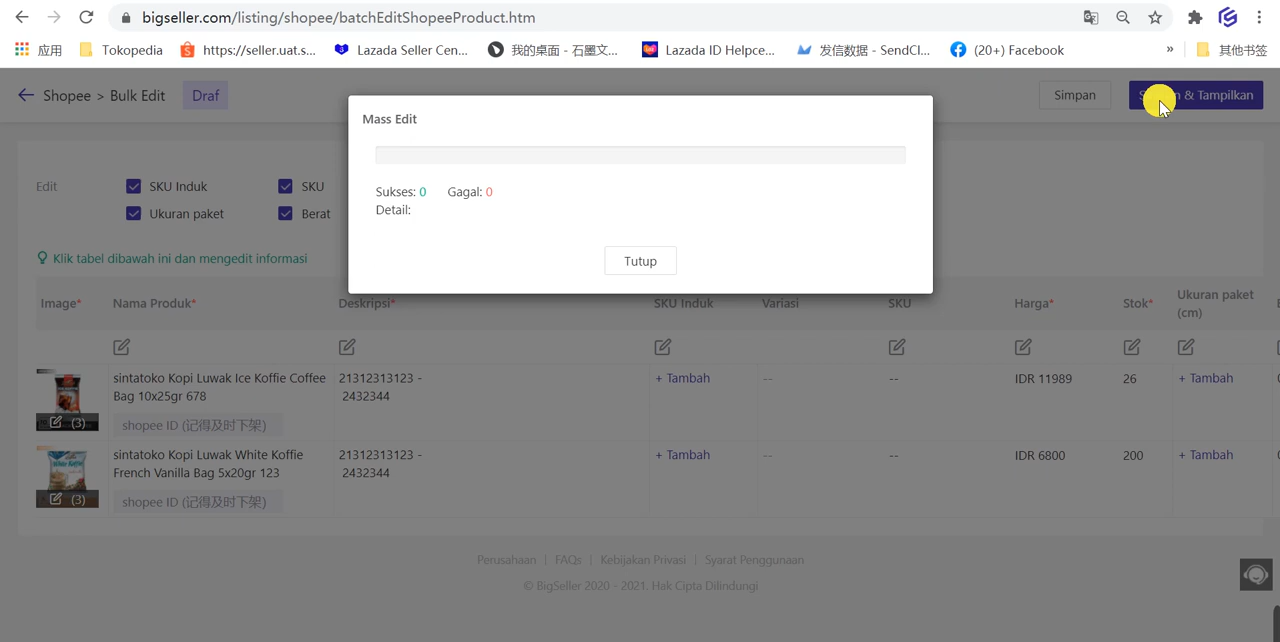 bigseller.com/listing/shopee/batchEditShopeeProduct.htm
应用 Tokopedia https://seller.uat.s... Lazada Seller Cen... 我的桌面 - 石墨文... Lazada ID Helpce... 发信数据 - SendCl... (20+) Facebook » 其他书签
Shopee > Bulk Edit Draf Simpan & Tampilkan
Mass Edit
Sukses: 0 Gagal: 0
Detail:
Tutup
Edit SKU Induk SKU
Ukuran paket Berat
Klik tabel dibawah ini dan mengedit informasi
Image* Nama Produk* Deskripsi* SKU Induk Variasi SKU Harga* Stok* Ukuran paket
(cm)
sintatoko Kopi Luwak Ice Koffie Coffee 21312313123 - + Tambah -- -- IDR 11989 26 + Tambah
Bag 10x25gr 678 2432344
(3) shopee ID (记得及时下架)
sintatoko Kopi Luwak White Koffie 21312313123 - + Tambah -- -- IDR 6800 200 + Tambah
French Vanilla Bag 5x20gr 123 2432344
(3) shopee ID (记得及时下架)
Perusahaan | FAQs | Kebijakan Privasi | Syarat Penggunaan
© BigSeller 2020 - 2021. Hak Cipta Dilindungi